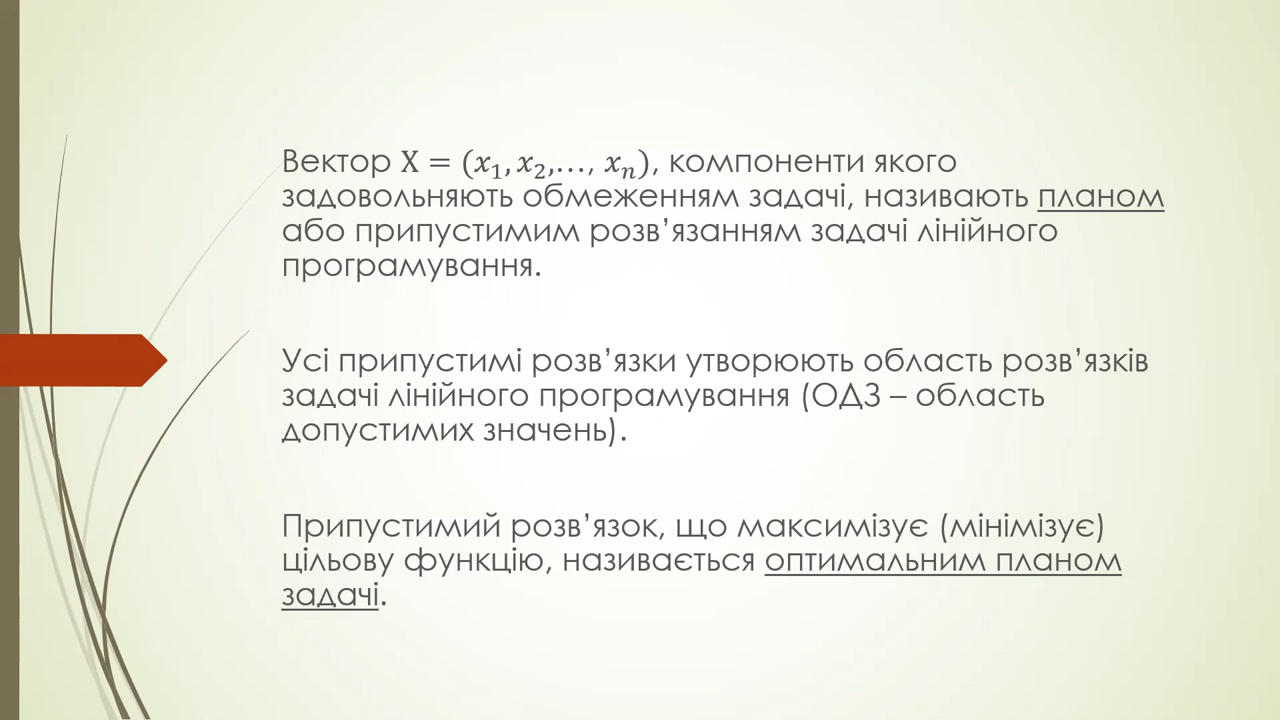 Вектор X = (x₁, x₂,…, xₙ), компоненти якого
задовольняють обмеженням задачі, називають планом
або припустимим розв’язанням задачі лінійного
програмування.
Усі припустимі розв’язки утворюють область розв’язків
задачі лінійного програмування (ОДЗ – область
допустимих значень).
Припустимий розв’язок, що максимізує (мінімізує)
цільову функцію, називається оптимальним планом
задачі.